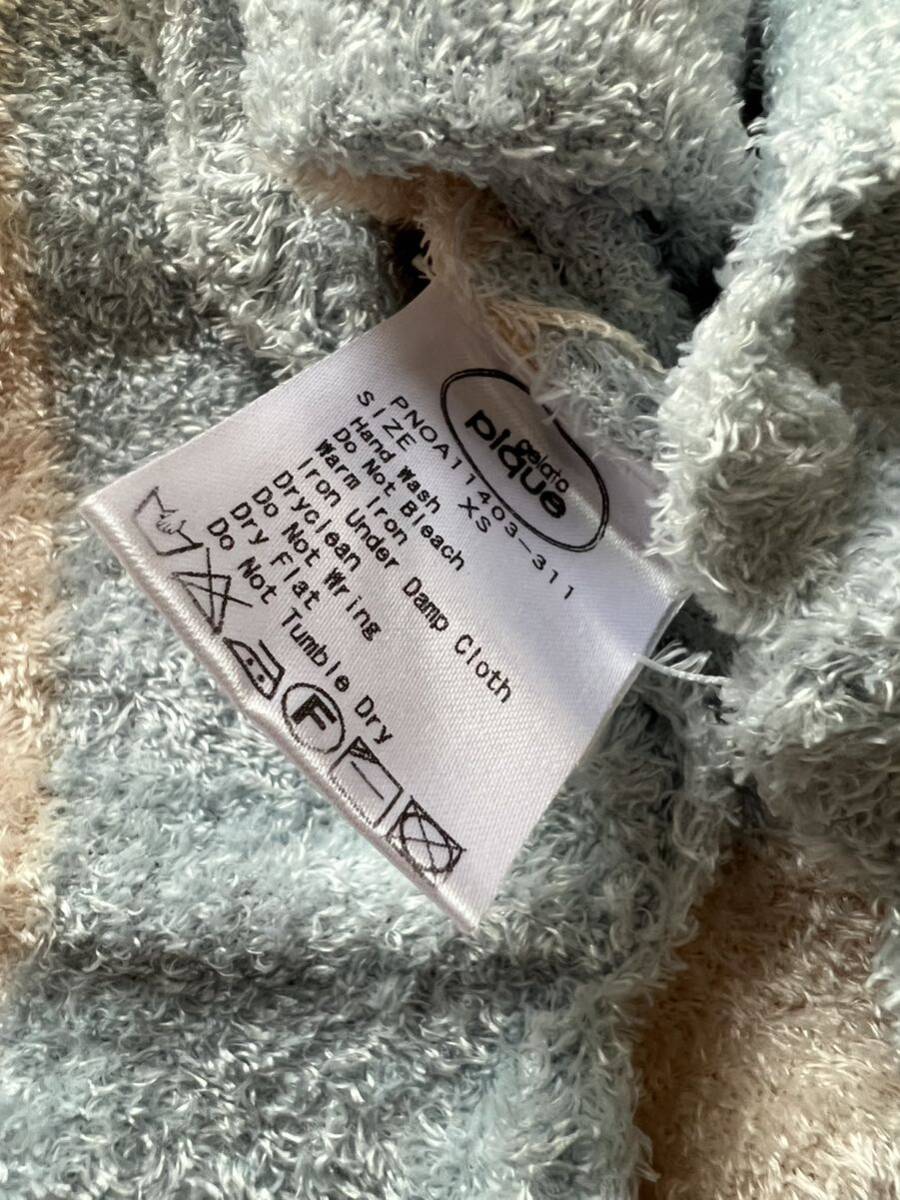 gelato
pique
PNOA11403-311
SIZE XS
Hand Wash
Do Not Bleach
Warm Iron
Iron Under Damp Cloth
Dryclean
Do Not Wring
Dry Flat
Do Not Tumble Dry
F